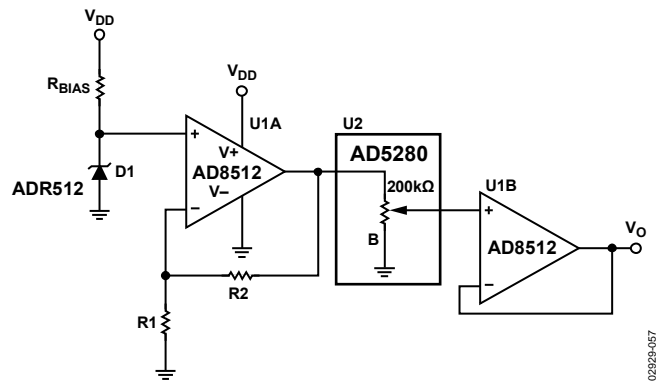 VDD
RBIAS
D1
ADR512
VDD
U1A
+
V+
AD8512
V–
–
R2
R1
U2
AD5280
200kΩ
B
U1B
+
AD8512
–
VO
02929-057